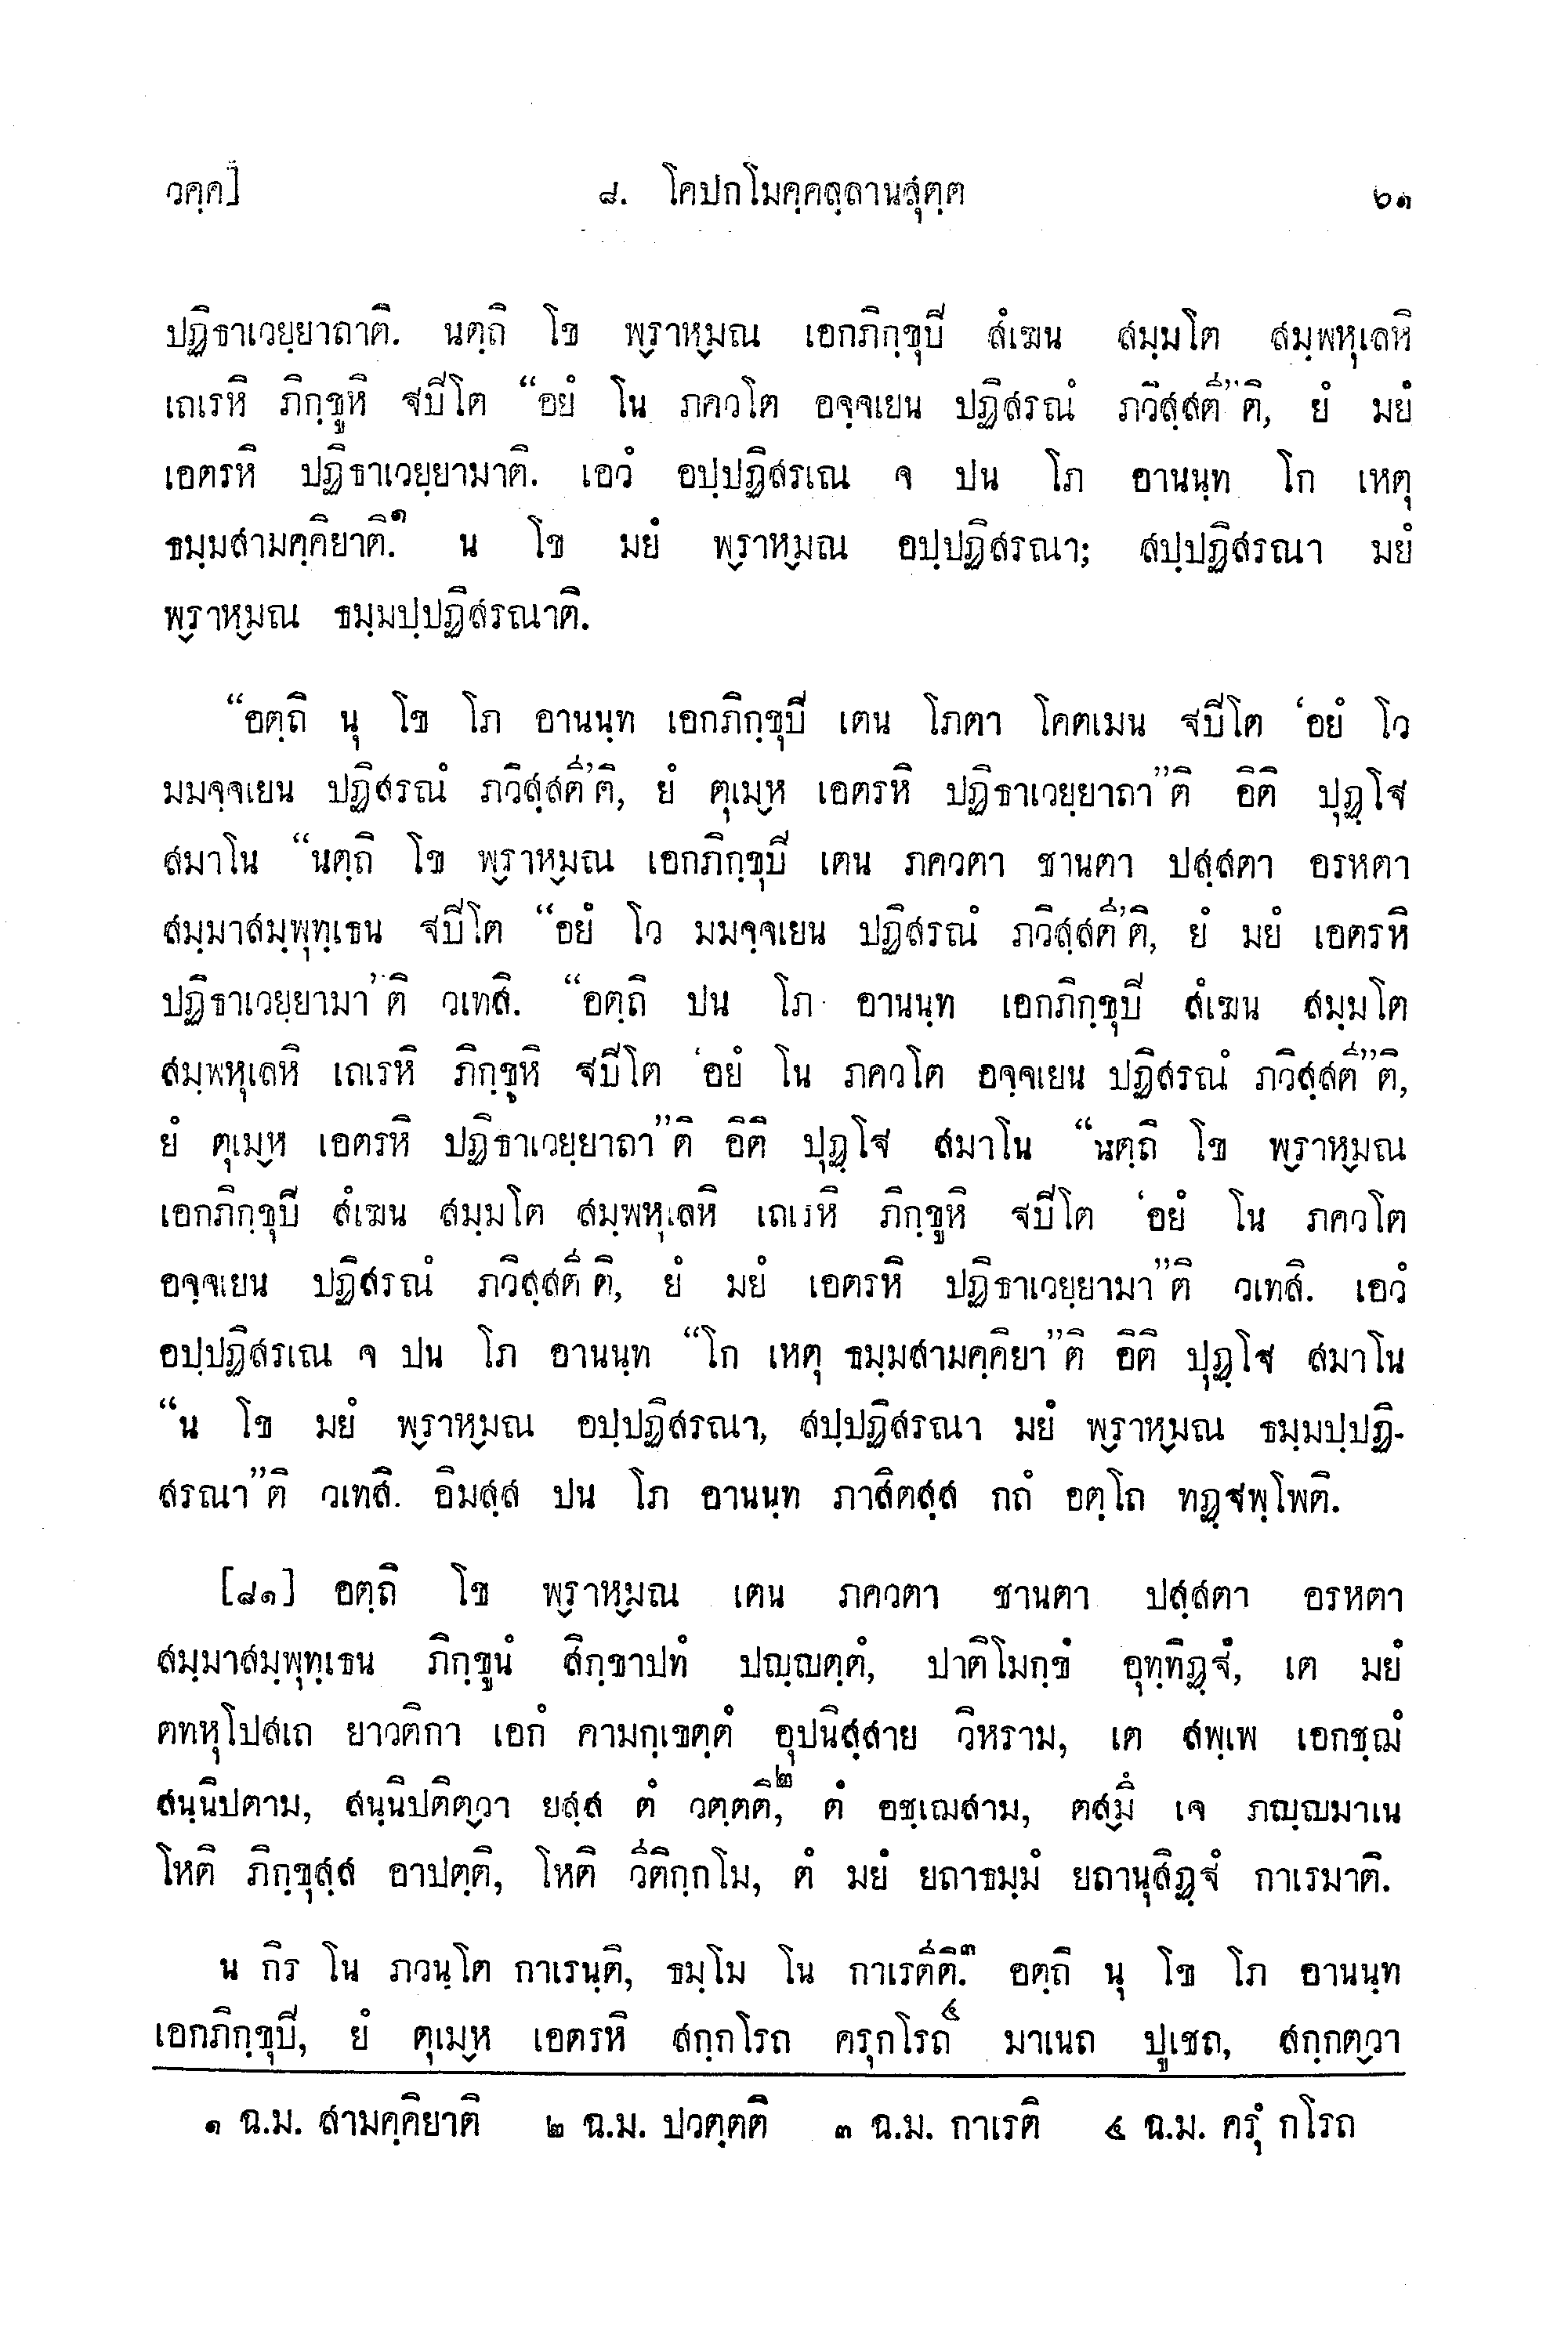 วคฺค]
๘. โคปกโมคฺคลฺลานสุตฺต
๖๑
ปฏิธาเวยฺยาถาติ. นตฺถิ โข พฺราหฺมณ เอกภิกฺขุปิ สํเฆน สมฺมโต สมฺพหุเลหิ
เถเรหิ ภิกฺขูหิ ฐปิโต “อยํ โน ภควโต อจฺจเยน ปฏิสรณํ ภวิสฺสตี”ติ, ยํ มยํ
เอตรหิ ปฏิธาเวยฺยามาติ. เอวํ อปฺปฏิสรเณ จ ปน โภ อานนฺท โก เหตุ
ธมฺมสามคฺคิยาติ.๑ น โข มยํ พฺราหฺมณ อปฺปฏิสรณา; สปฺปฏิสรณา มยํ
พฺราหฺมณ ธมฺมปฺปฏิสรณาติ.
“อตฺถิ นุ โข โภ อานนฺท เอกภิกฺขุปิ เตน โภตา โคตเมน ฐปิโต ‘อยํ โว
มมจฺจเยน ปฏิสรณํ ภวิสฺสตี’ติ, ยํ ตุเมฺห เอตรหิ ปฏิธาเวยฺยาถา”ติ อิติ ปุฏฺโฐ
สมาโน “นตฺถิ โข พฺราหฺมณ เอกภิกฺขุปิ เตน ภควตา ชานตา ปสฺสตา อรหตา
สมฺมาสมฺพุทฺเธน ฐปิโต “อยํ โว มมจฺจเยน ปฏิสรณํ ภวิสฺสตี’ติ, ยํ มยํ เอตรหิ
ปฏิธาเวยฺยามา’ติ วเทสิ. “อตฺถิ ปน โภ อานนฺท เอกภิกฺขุปิ สํเฆน สมฺมโต
สมฺพหุเลหิ เถเรหิ ภิกฺขูหิ ฐปิโต ‘อยํ โน ภควโต อจฺจเยน ปฏิสรณํ ภวิสฺสตี”ติ,
ยํ ตุเมฺห เอตรหิ ปฏิธาเวยฺยาถา”ติ อิติ ปุฏฺโฐ สมาโน “นตฺถิ โข พฺราหฺมณ
เอกภิกฺขุปิ สํเฆน สมฺมโต สมฺพหุเลหิ เถเรหิ ภิกฺขูหิ ฐปิโต ‘อยํ โน ภควโต
อจฺจเยน ปฏิสรณํ ภวิสฺสตี’ติ, ยํ มยํ เอตรหิ ปฏิธาเวยฺยามา”ติ วเทสิ. เอวํ
อปฺปฏิสรเณ จ ปน โภ อานนฺท “โก เหตุ ธมฺมสามคฺคิยา”ติ อิติ ปุฏฺโฐ สมาโน
“น โข มยํ พฺราหฺมณ อปฺปฏิสรณา, สปฺปฏิสรณา มยํ พฺราหฺมณ ธมฺมปฺปฏิ-
สรณา”ติ วเทสิ. อิมสฺส ปน โภ อานนฺท ภาสิตสฺส กถํ อตฺโถ ทฏฺฐพฺโพติ.
[๘๑] อตฺถิ โข พฺราหฺมณ เตน ภควตา ชานตา ปสฺสตา อรหตา
สมฺมาสมฺพุทฺเธน ภิกฺขูนํ สิกฺขาปทํ ปญฺญตฺตํ, ปาติโมกฺขํ อุทฺทิฏฺฐํ, เต มยํ
ตทหุโปสเถ ยาวติกา เอกํ คามกฺเขตฺตํ อุปนิสฺสาย วิหราม, เต สพฺเพ เอกชฺฌํ
สนฺนิปตาม, สนฺนิปติตฺวา ยสฺส ตํ วตฺตติ,๒ ตํ อชฺเฌสาม, ตสฺมึ เจ ภญฺญมาเน
โหติ ภิกฺขุสฺส อาปตฺติ, โหติ วีติกฺกโม, ตํ มยํ ยถาธมฺมํ ยถานุสิฏฺฐํ กาเรมาติ.
น กิร โน ภวนฺโต กาเรนฺติ, ธมฺโม โน กาเรตีติ.๓ อตฺถิ นุ โข โภ อานนฺท
เอกภิกฺขุปิ, ยํ ตุเมฺห เอตรหิ สกฺกโรถ ครุกโรถ๔ มาเนถ ปูเชถ, สกฺกตฺวา
๑ ฉ.ม. สามคฺคิยาติ ๒ ฉ.ม. ปวตฺตติ ๓ ฉ.ม. กาเรติ ๔ ฉ.ม. ครุํ กโรถ